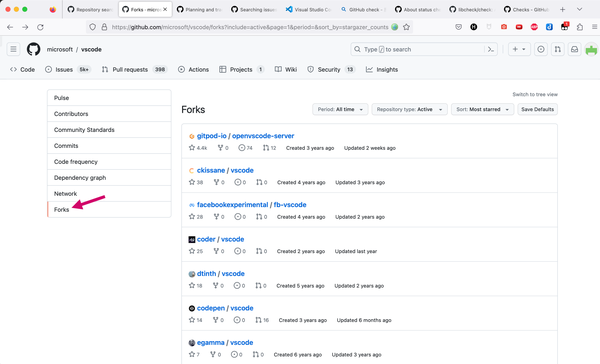 Repository sear
Forks · micros
Planning and tra
Searching issue
Visual Studio Co
GitHub check -
About status che
libcheck/check:
Checks - GitHub
https://github.com/microsoft/vscode/forks?include=active&page=1&period=&sort_by=stargazer_counts
microsoft / vscode
Type / to search
Code Issues 5k+ Pull requests 398 Actions Projects 1 Wiki Security 13 Insights
Pulse
Contributors
Community Standards
Commits
Code frequency
Dependency graph
Network
Forks
Switch to tree view
Forks
Period: All time Repository type: Active Sort: Most starred Save Defaults
gitpod-io / openvscode-server
4.4k 0 74 12 Created 3 years ago Updated 2 weeks ago
ckissane / vscode
38 0 0 0 Created 4 years ago Updated 3 years ago
facebookexperimental / fb-vscode
28 0 0 0 Created 4 years ago Updated 2 years ago
coder / vscode
25 0 0 0 Created 2 years ago Updated last year
dtinth / vscode
18 0 0 0 Created 5 years ago Updated 2 years ago
codepen / vscode
14 0 0 16 Created 3 years ago Updated 6 months ago
egamma / vscode
7 0 0 0 Created 6 years ago Updated 3 years ago